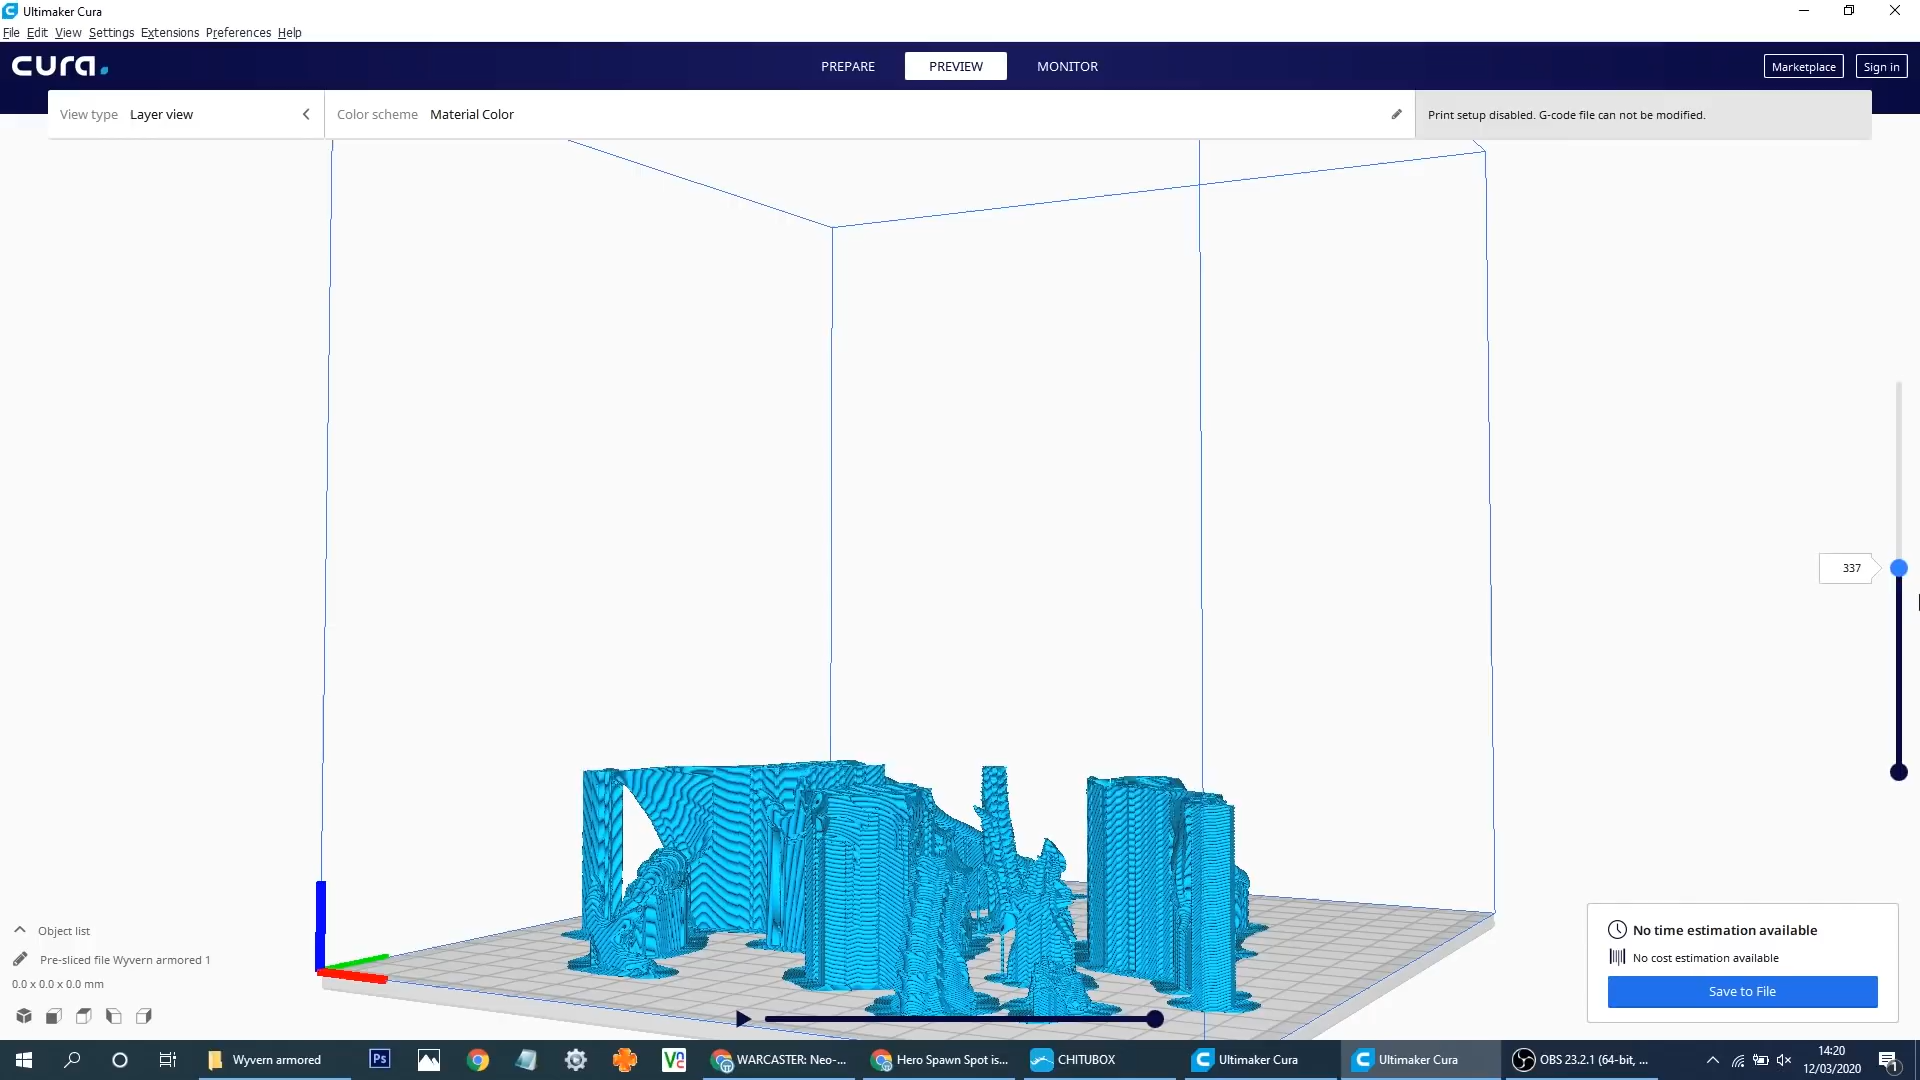 Ultimaker Cura
File Edit View Settings Extensions Preferences Help
cura.
PREPARE
PREVIEW
MONITOR
Marketplace
Sign in
View type Layer view
Color scheme Material Color
Print setup disabled. G-code file can not be modified.
337
Object list
Pre-sliced file Wyvern armored 1
0.0 x 0.0 x 0.0 mm
No time estimation available
No cost estimation available
Save to File
Wyvern armored
Ps
WARCASTER: Neo-...
Hero Spawn Spot is...
CHITUBOX
Ultimaker Cura
Ultimaker Cura
OBS 23.2.1 (64-bit, ...
14:20
12/03/2020
1